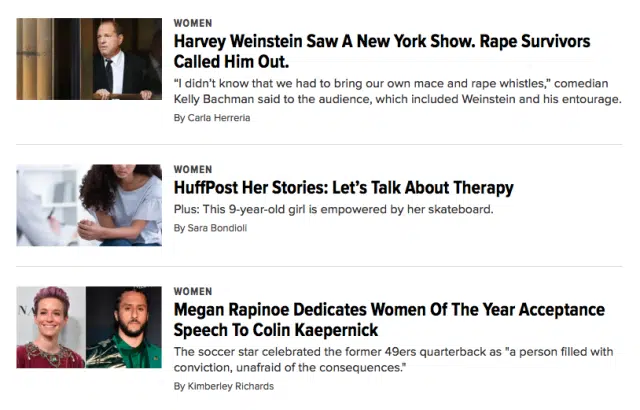 WOMEN
Harvey Weinstein Saw A New York Show. Rape Survivors
Called Him Out.
“I didn’t know that we had to bring our own mace and rape whistles,” comedian
Kelly Bachman said to the audience, which included Weinstein and his entourage.
By Carla Herreria
WOMEN
HuffPost Her Stories: Let’s Talk About Therapy
Plus: This 9-year-old girl is empowered by her skateboard.
By Sara Bondioli
WOMEN
Megan Rapinoe Dedicates Women Of The Year Acceptance
Speech To Colin Kaepernick
The soccer star celebrated the former 49ers quarterback as "a person filled with
conviction, unafraid of the consequences."
By Kimberley Richards